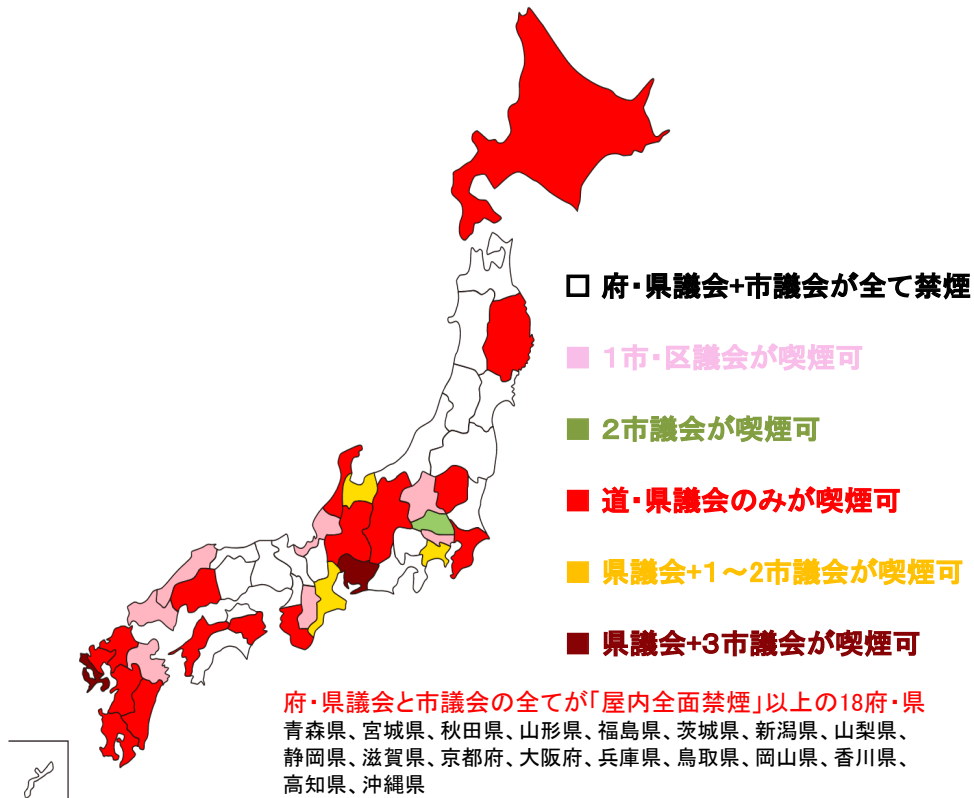 □ 府・県議会+市議会が全て禁煙
■ 1市・区議会が喫煙可
■ 2市議会が喫煙可
■ 道・県議会のみが喫煙可
■ 県議会+1～2市議会が喫煙可
■ 県議会+3市議会が喫煙可
府・県議会と市議会の全てが「屋内全面禁煙」以上の18府・県
青森県、宮城県、秋田県、山形県、福島県、茨城県、新潟県、山梨県、
静岡県、滋賀県、京都府、大阪府、兵庫県、鳥取県、岡山県、香川県、
高知県、沖縄県